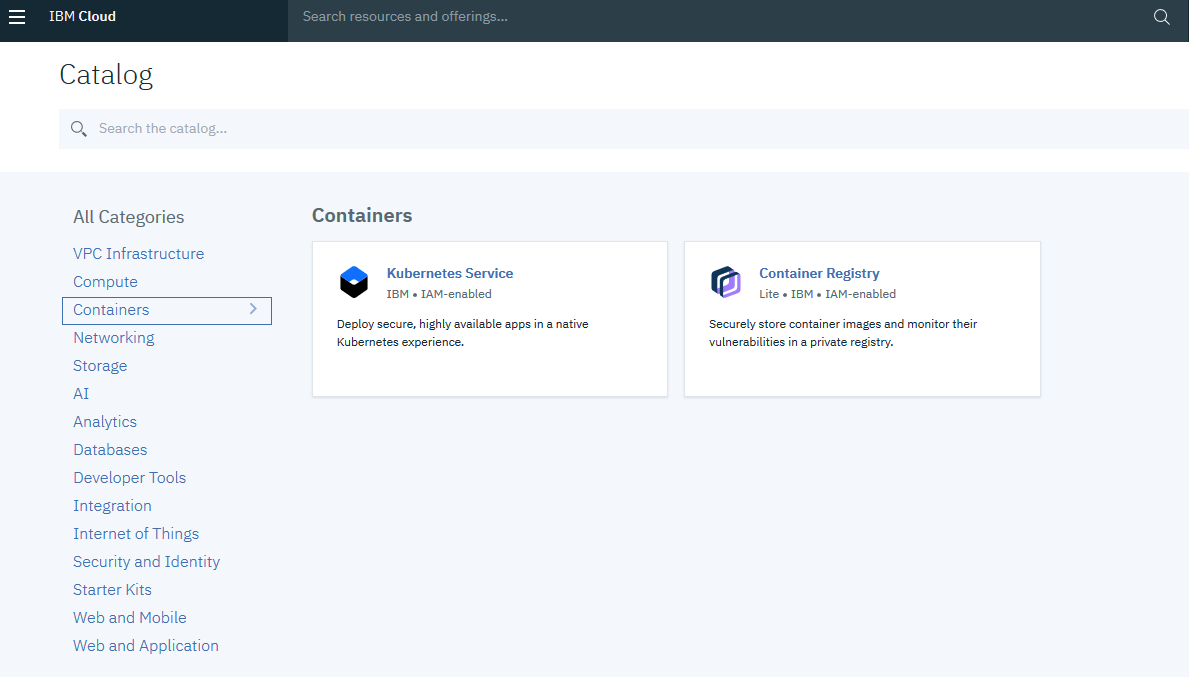 IBM Cloud
Search resources and offerings...
Catalog
Search the catalog...
All Categories
VPC Infrastructure
Compute
Containers
Networking
Storage
AI
Analytics
Databases
Developer Tools
Integration
Internet of Things
Security and Identity
Starter Kits
Web and Mobile
Web and Application
Containers
Kubernetes Service
IBM • IAM-enabled
Deploy secure, highly available apps in a native
Kubernetes experience.
Container Registry
Lite • IBM • IAM-enabled
Securely store container images and monitor their
vulnerabilities in a private registry.